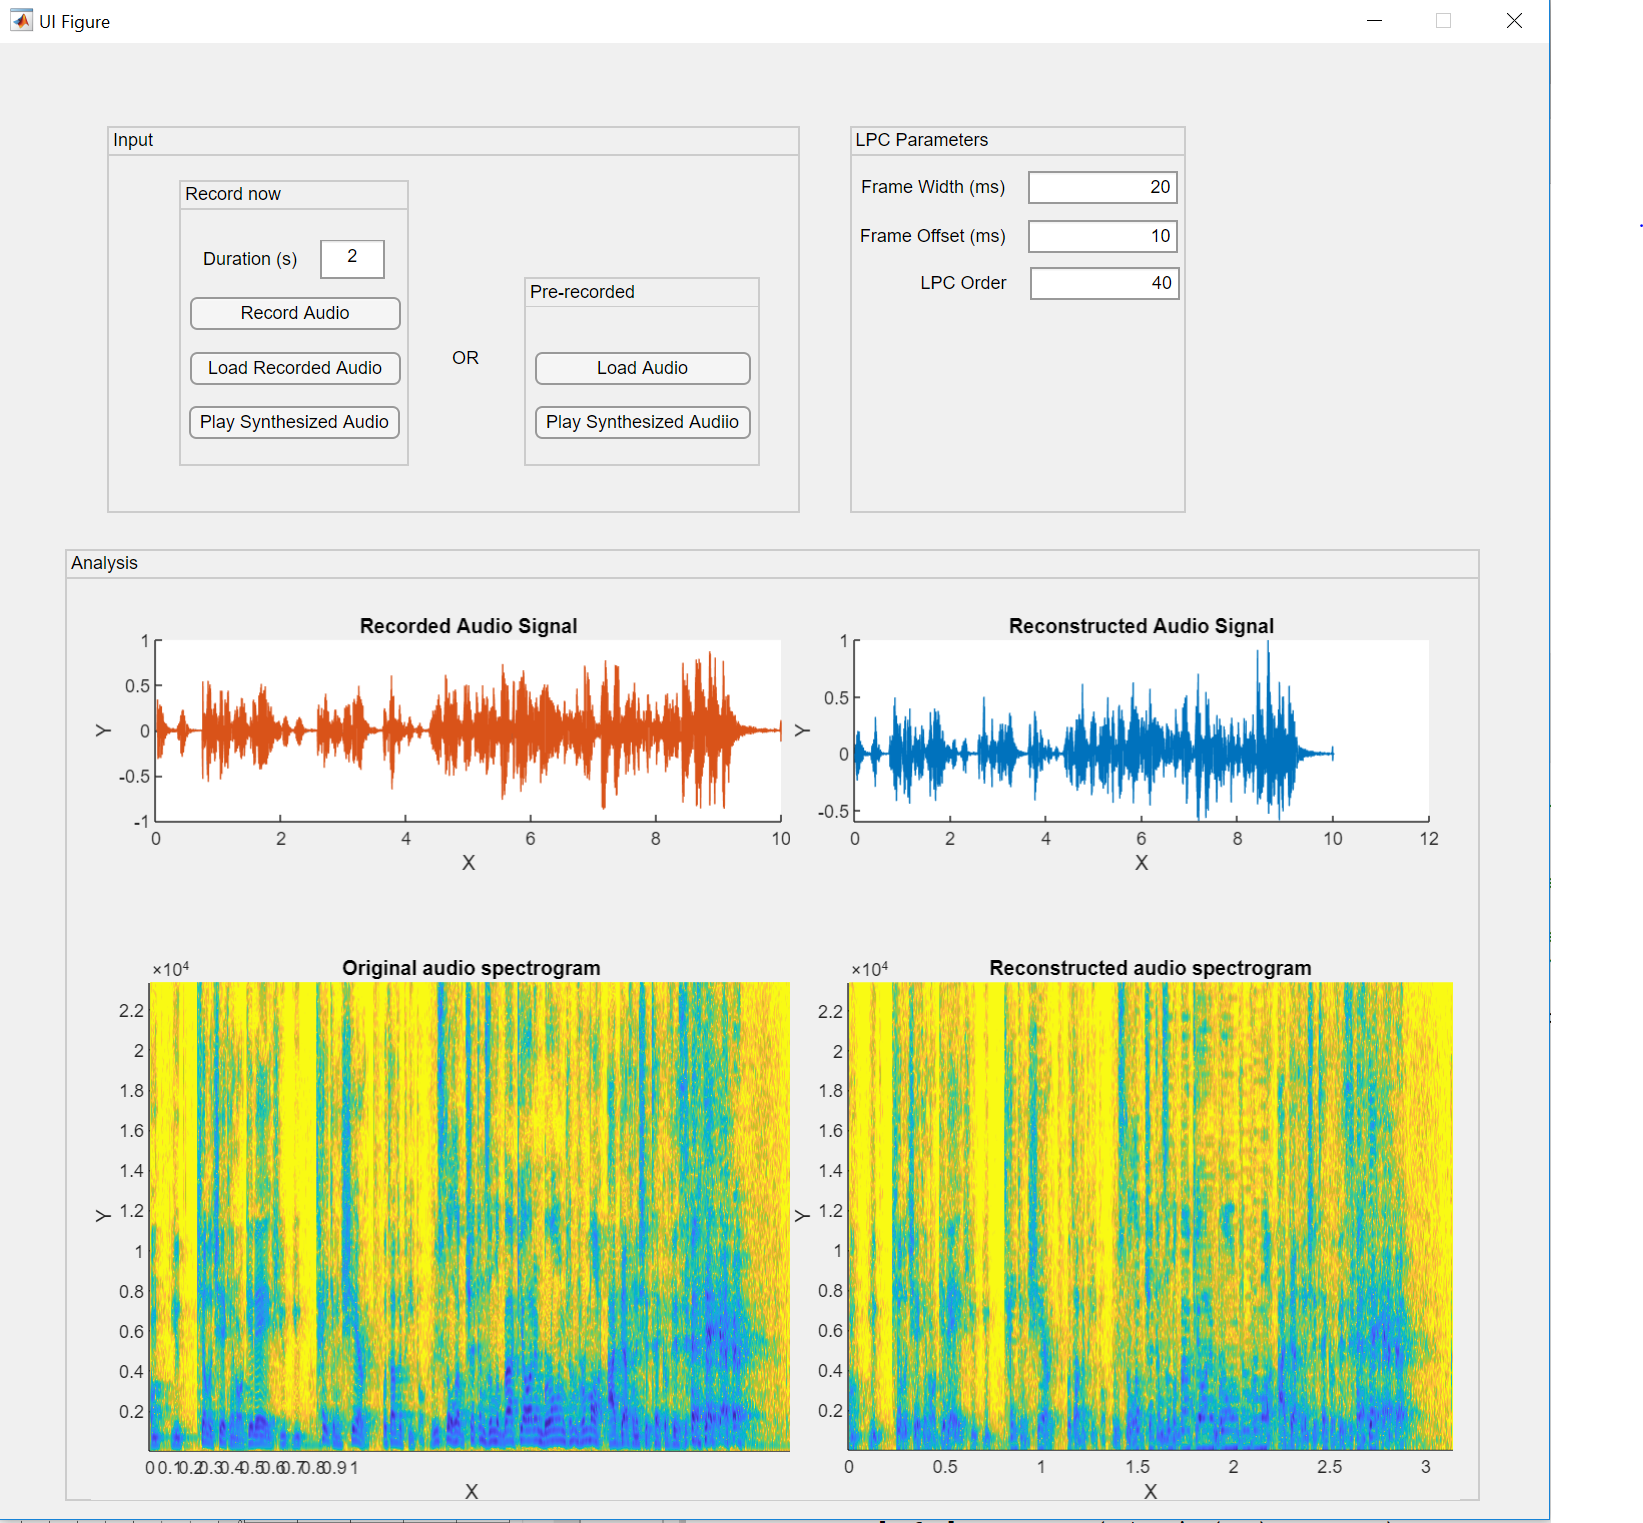 UI Figure
Input
Record now
Duration (s) 2
Record Audio
Load Recorded Audio
Play Synthesized Audio
OR
Pre-recorded
Load Audio
Play Synthesized Audiio
LPC Parameters
Frame Width (ms) 20
Frame Offset (ms) 10
LPC Order 40
Analysis
Recorded Audio Signal
1
0.5
0
-0.5
-1
Y
0 2 4 6 8 10
X
Reconstructed Audio Signal
1
0.5
0
-0.5
Y
0 2 4 6 8 10 12
X
Original audio spectrogram
×10⁴
2.2
2
1.8
1.6
1.4
1.2
1
0.8
0.6
0.4
0.2
Y
0 0.1 0.2 0.3 0.4 0.5 0.6 0.7 0.8 0.9 1
X
Reconstructed audio spectrogram
×10⁴
2.2
2
1.8
1.6
1.4
1.2
1
0.8
0.6
0.4
0.2
Y
0 0.5 1 1.5 2 2.5 3
X